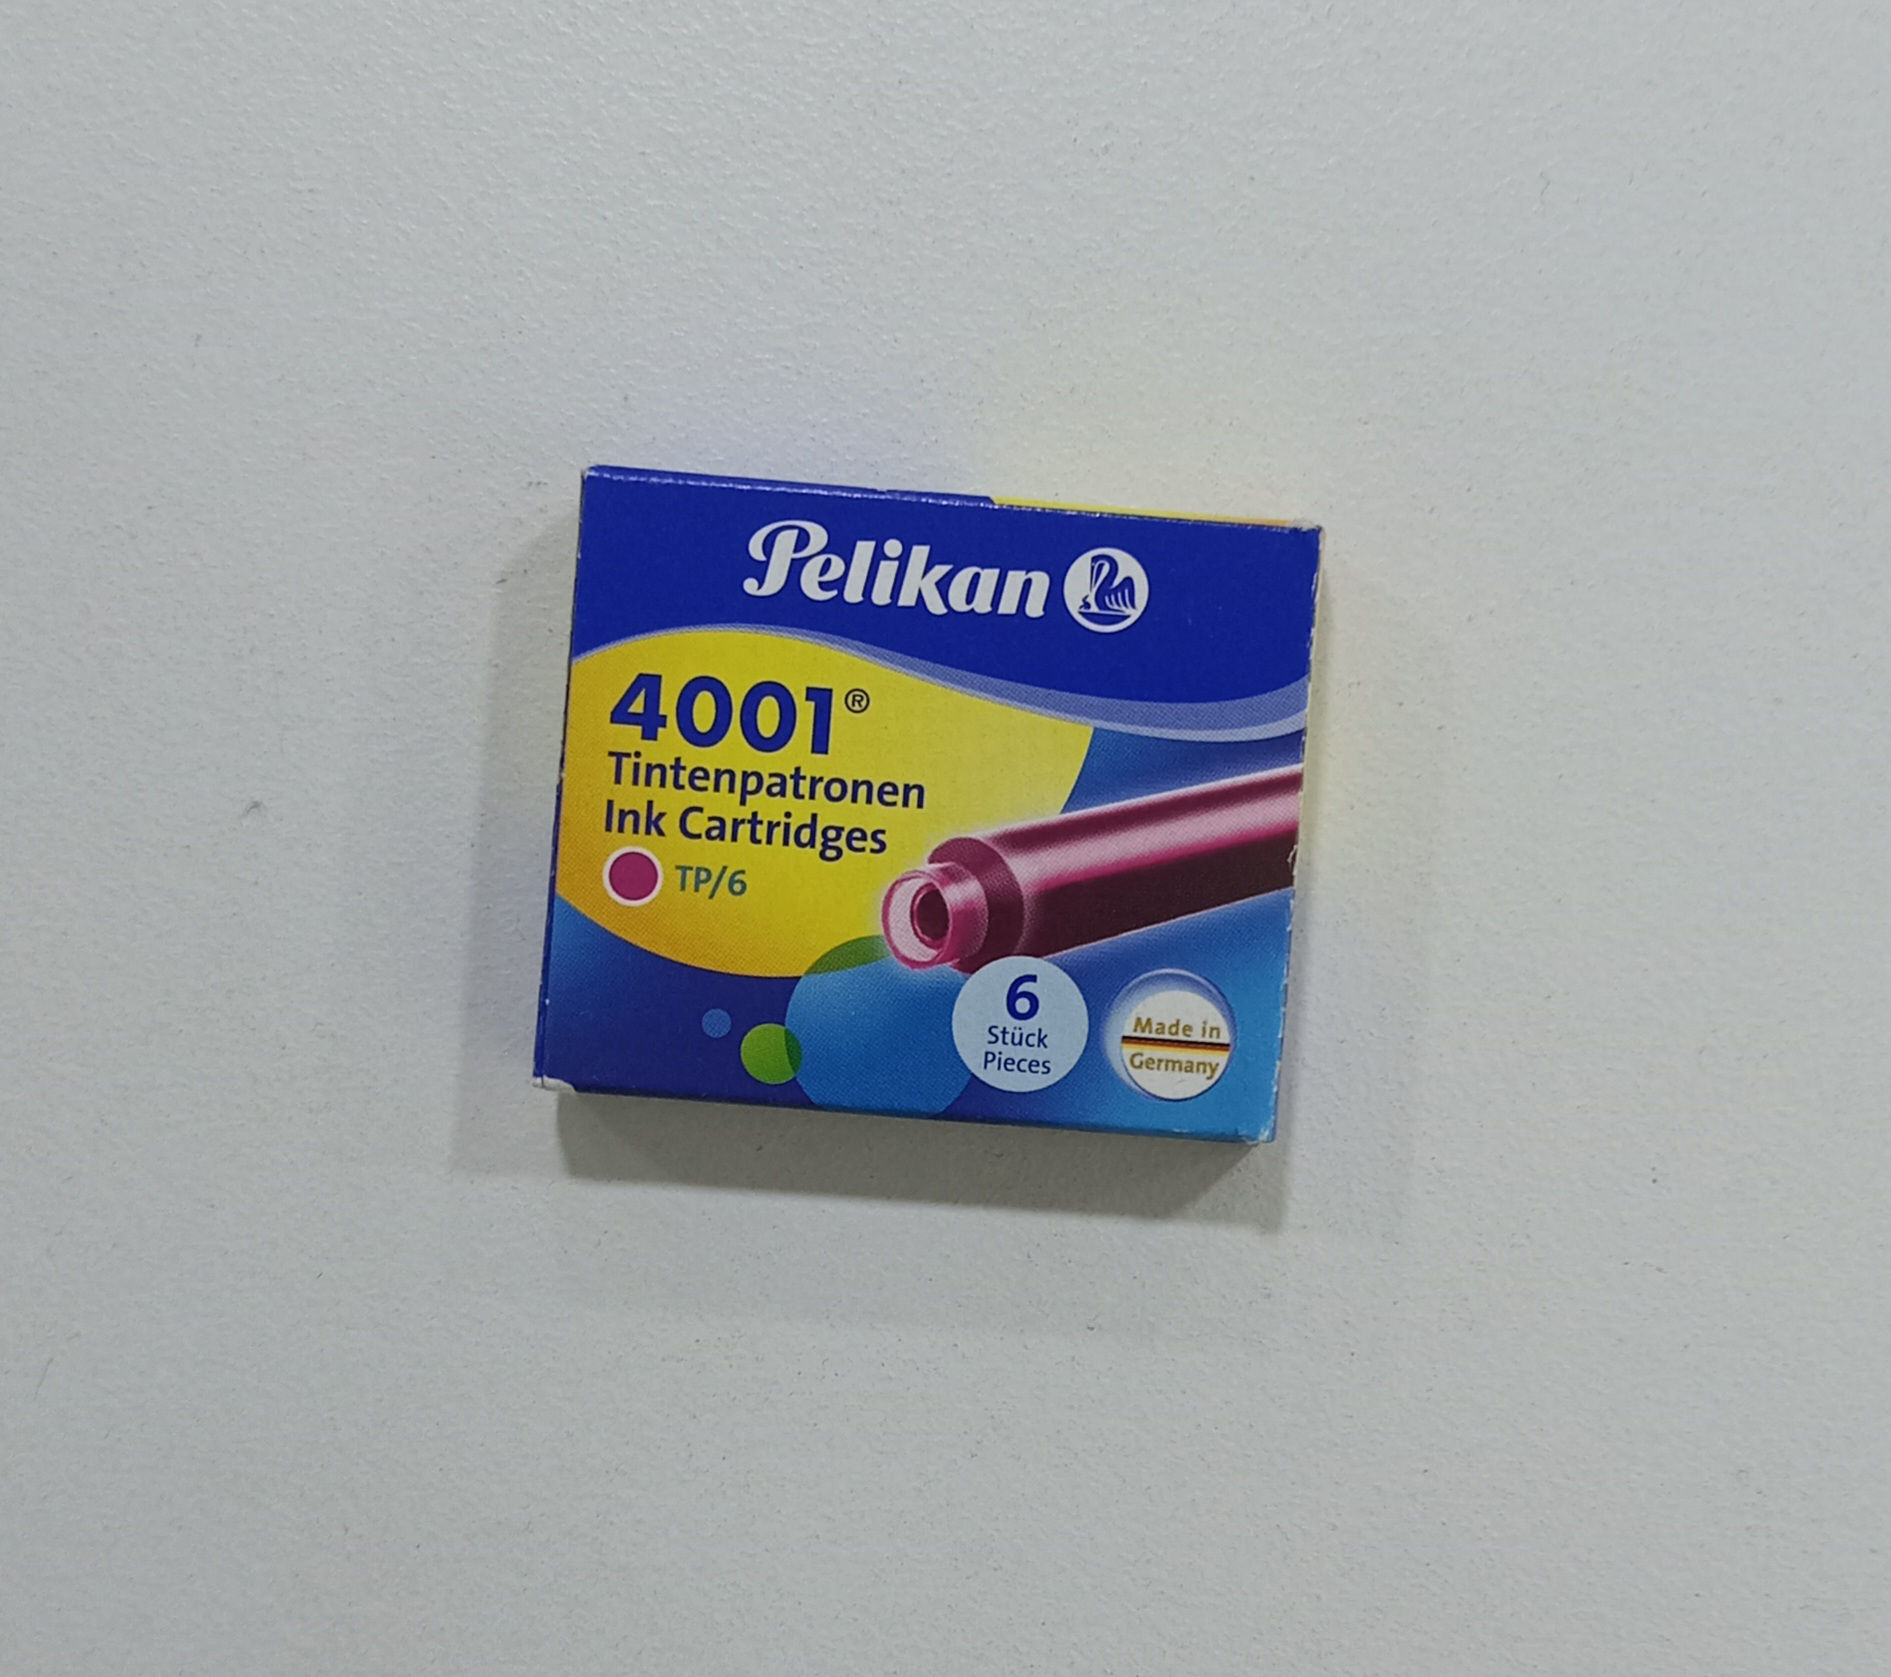 Pelikan
4001®
Tintenpatronen
Ink Cartridges
TP/6
6
Stück
Pieces
Made in
Germany